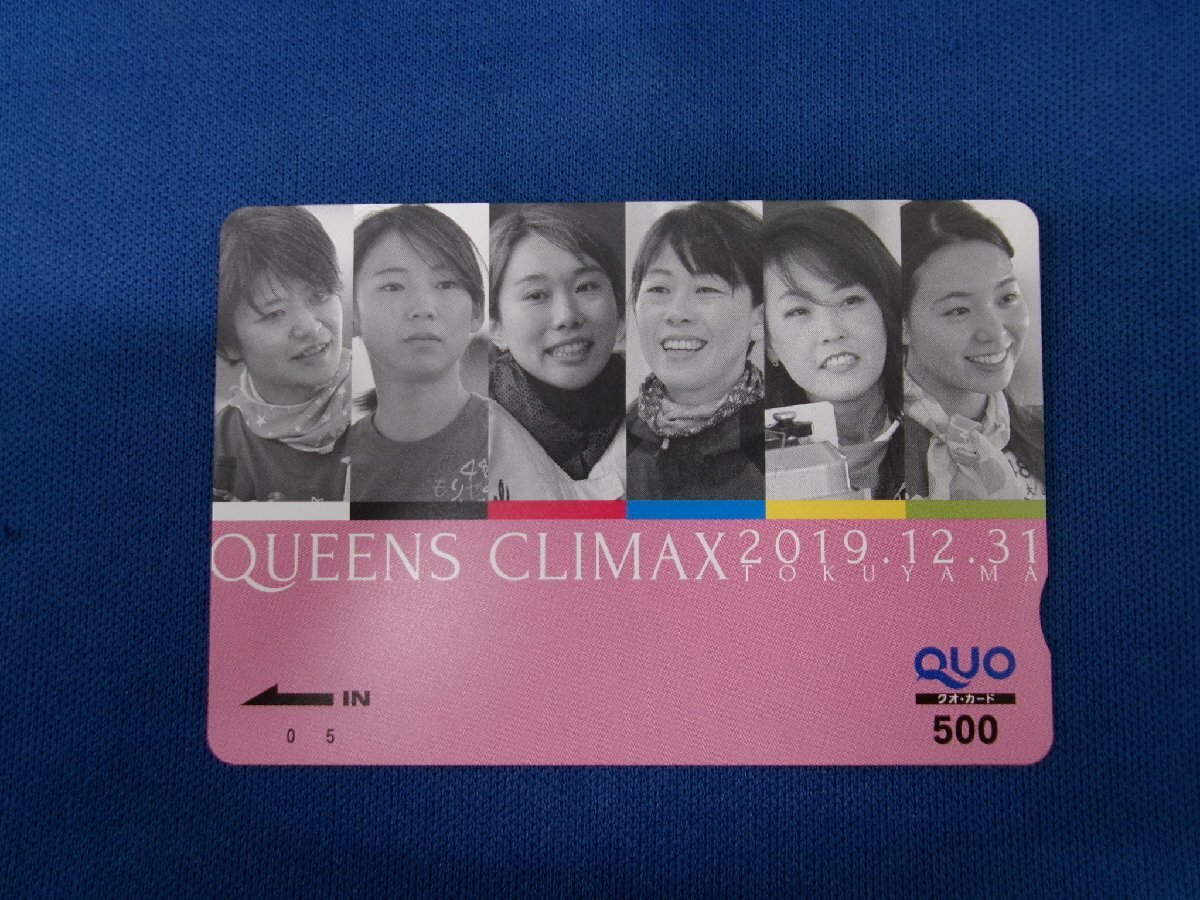 QUEENS CLIMAX 2019.12.31
TOKUYAMA
QUO
クオ・カード
500
IN
0 5